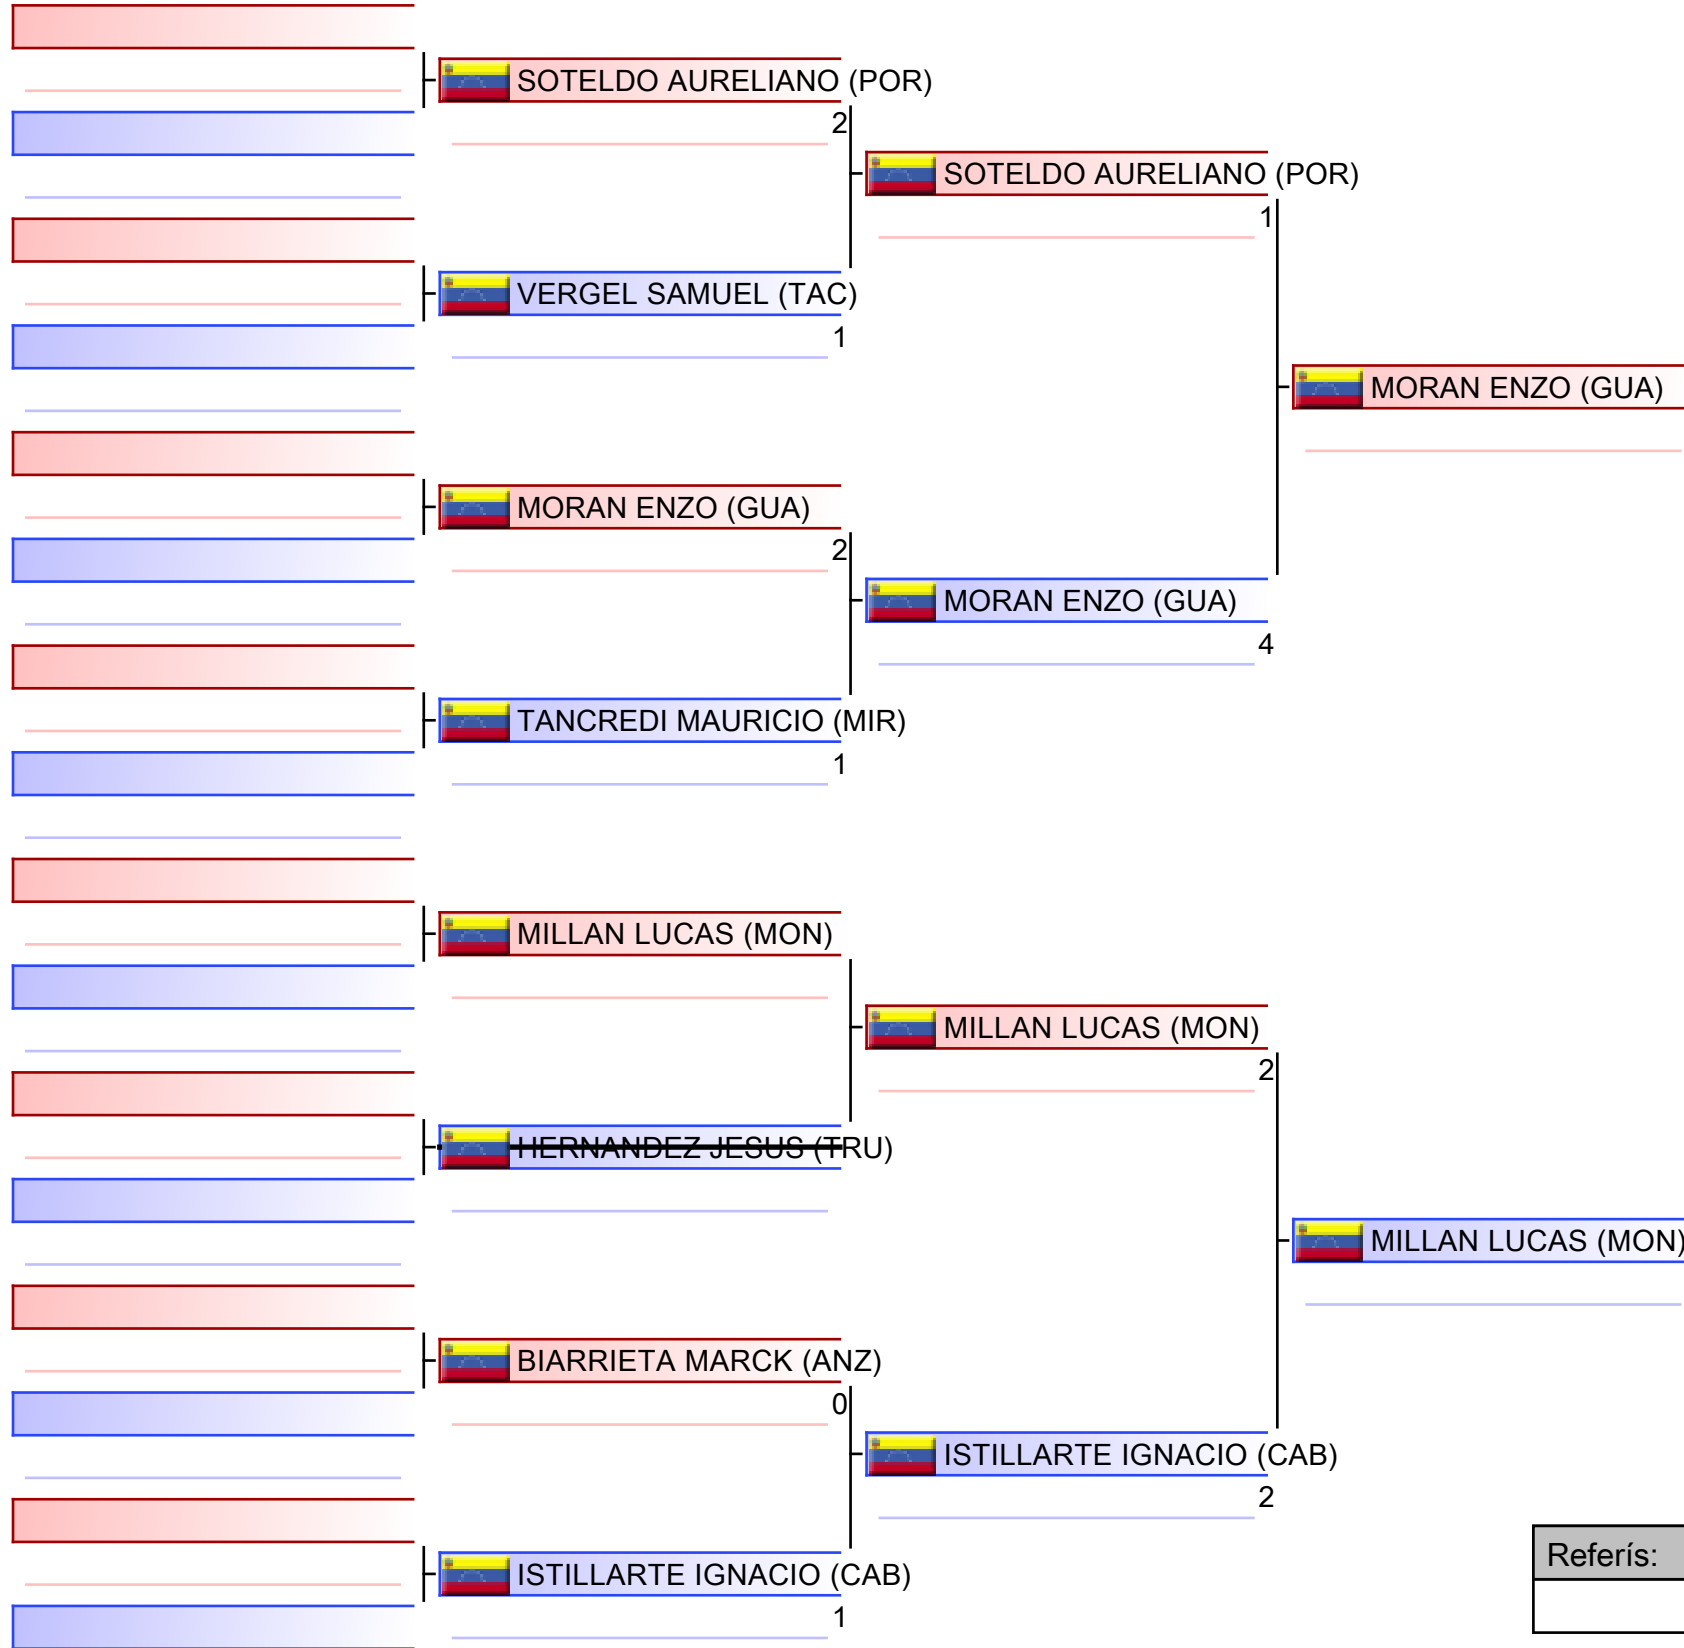 SOTELDO AURELIANO (POR)
2
SOTELDO AURELIANO (POR)
1
VERGEL SAMUEL (TAC)
1
MORAN ENZO (GUA)
MORAN ENZO (GUA)
2
MORAN ENZO (GUA)
4
TANCREDI MAURICIO (MIR)
1
MILLAN LUCAS (MON)
MILLAN LUCAS (MON)
2
HERNANDEZ JESUS (TRU)
MILLAN LUCAS (MON)
BIARRIETA MARCK (ANZ)
0
ISTILLARTE IGNACIO (CAB)
2
Referís:
ISTILLARTE IGNACIO (CAB)
1